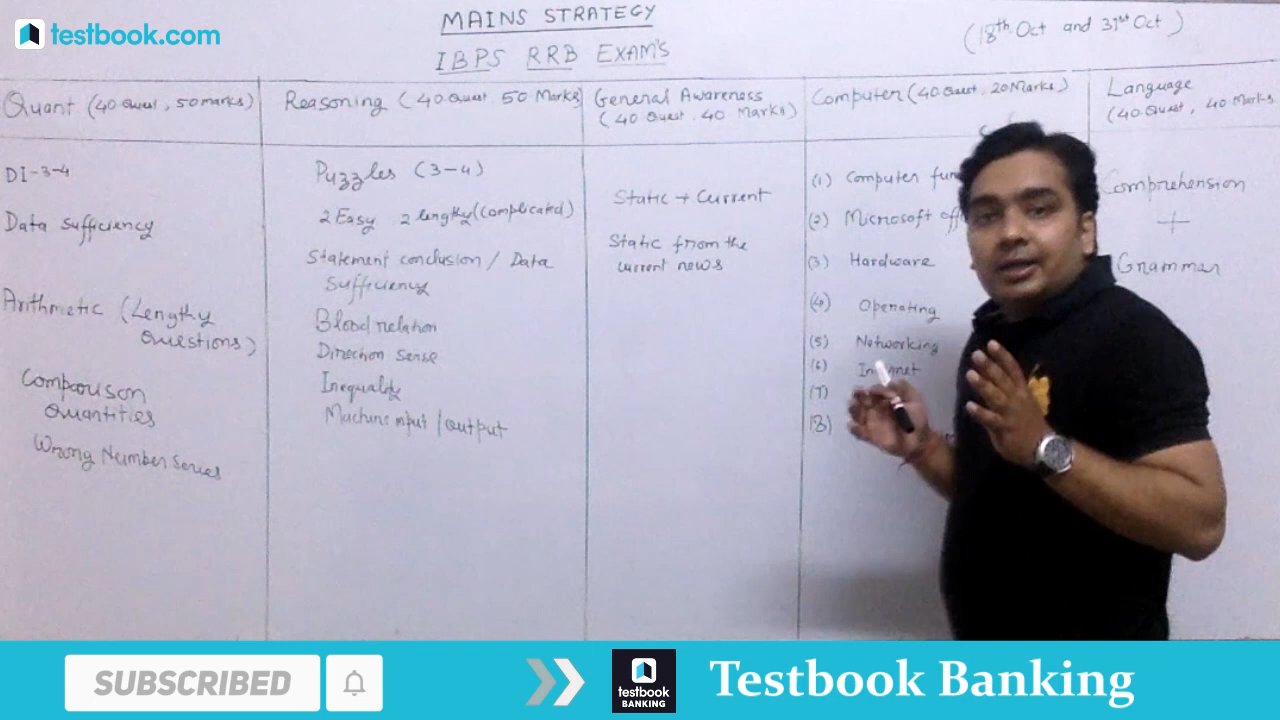 testbook.com
MAINS STRATEGY
IBPS RRB EXAM'S
(18th Oct and 31st Oct)
Quant (40 Quest, 50 marks)
DI-3-4
Data Sufficiency
Arithmetic (Lengthy
Questions)
Comparison
Quantities
Wrong Number Series
Reasoning (40 Quest. 50 Marks)
Puzzles (3-4)
2 Easy 2 lengthy (complicated)
Statement conclusion / Data
Sufficiency
Blood relation
Direction Sense
Inequality
Machine input / output
General Awareness
(40 Quest. 40 Marks)
Static + Current
Static from the
current news
Computer (40 Quest, 20 Marks)
(1) Computer
(2) Microsoft
(3) Hardware
(4) Operating
(5) Networking
(6) Internet
(7)
(8)
Language
(40 Quest, 40 Marks
Comprehension
+
Grammar
SUBSCRIBED
testbook
BANKING
Testbook Banking